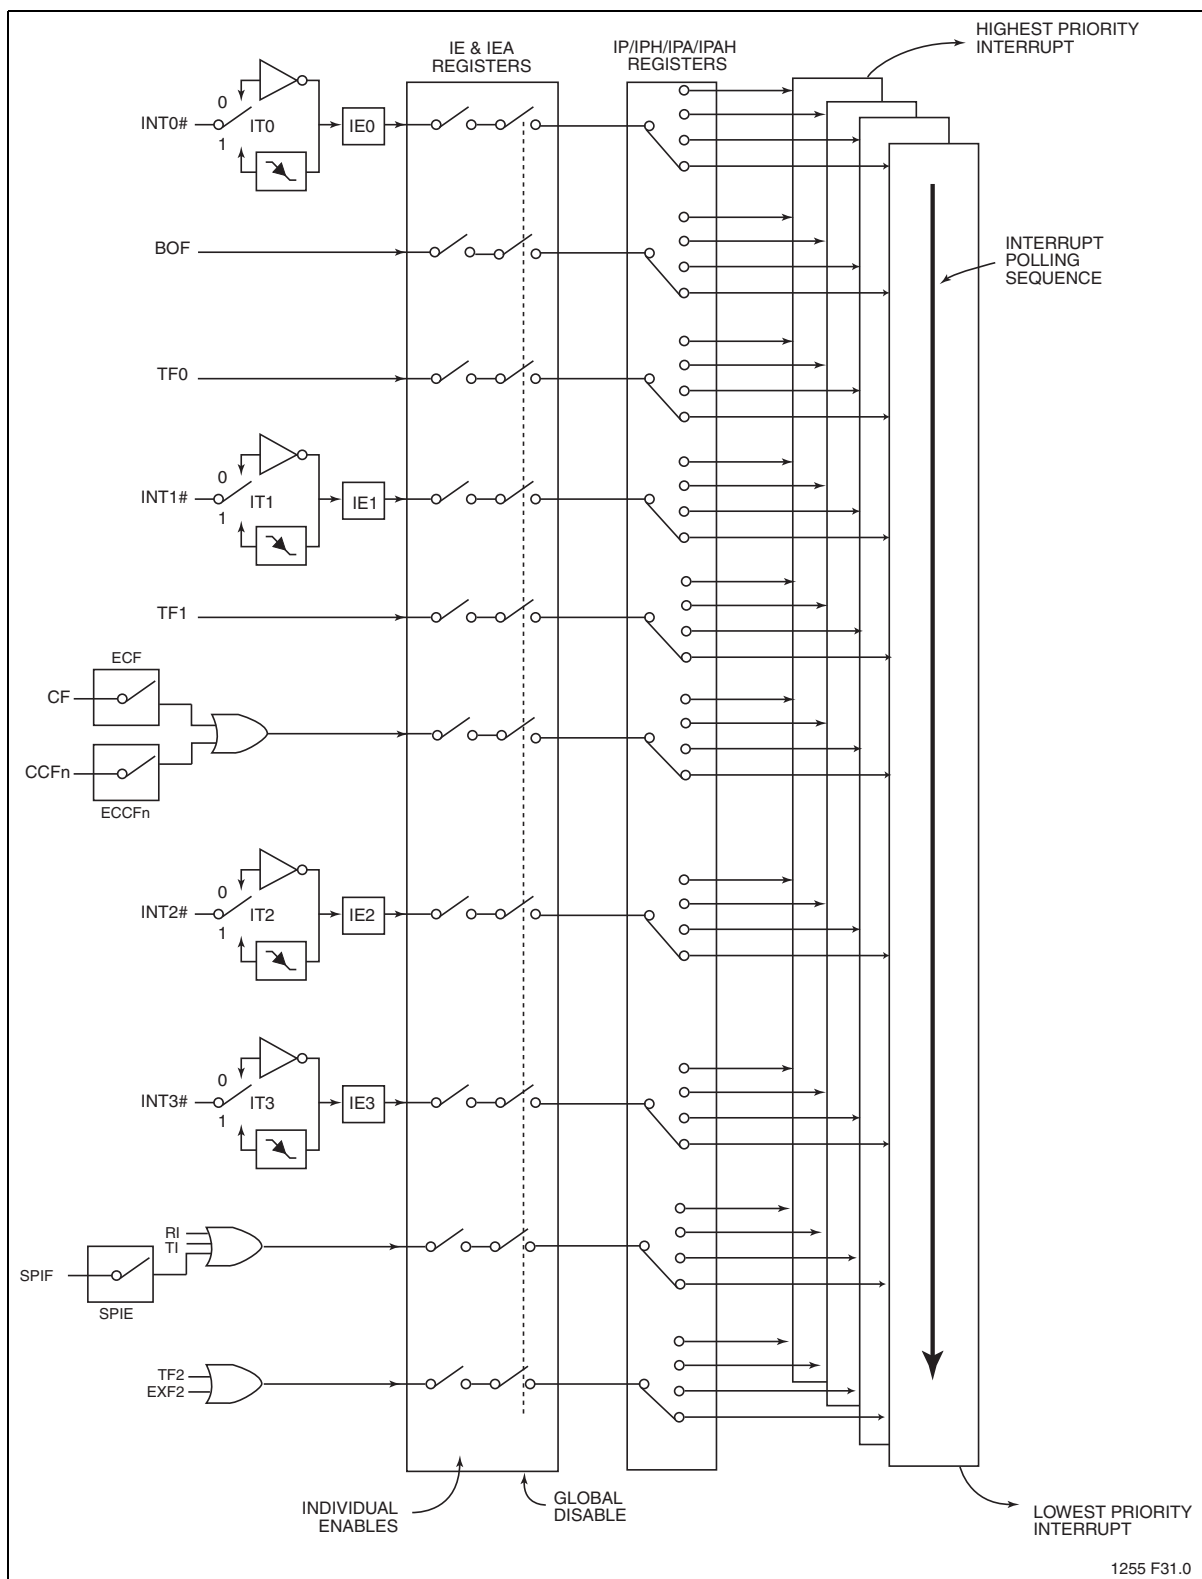 HIGHEST PRIORITY
INTERRUPT
IE & IEA
REGISTERS
IP/IPH/IPA/IPAH
REGISTERS
0
INT0#
IT0
IE0
1
BOF
INTERRUPT
POLLING
SEQUENCE
TF0
0
INT1#
IT1
IE1
1
TF1
ECF
CF
CCFn
ECCFn
0
INT2#
IT2
IE2
1
0
INT3#
IT3
IE3
1
RI
TI
SPIF
SPIE
TF2
EXF2
INDIVIDUAL
ENABLES
GLOBAL
DISABLE
LOWEST PRIORITY
INTERRUPT
1255 F31.0